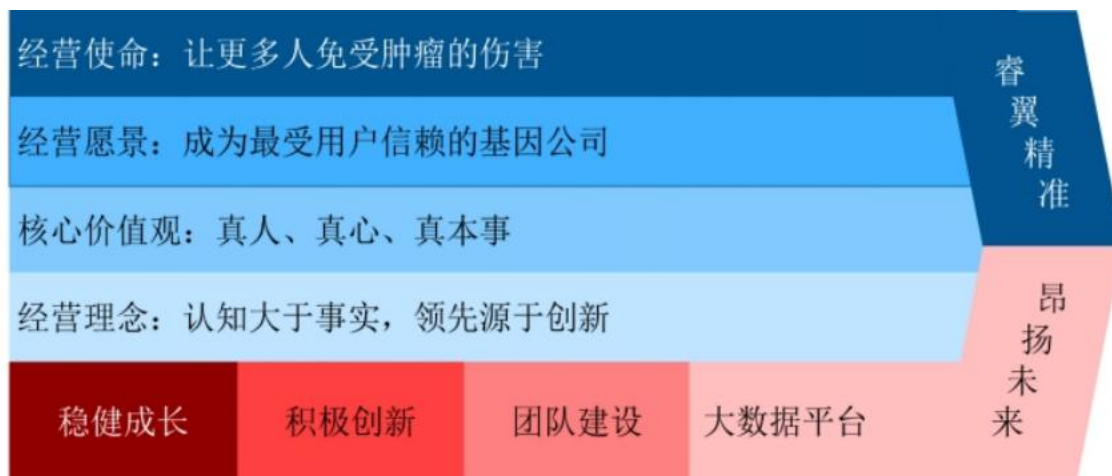 经营使命：让更多人免受肿瘤的伤害
经营愿景：成为最受用户信赖的基因公司
核心价值观：真人、真心、真本事
经营理念：认知大于事实，领先源于创新
稳健成长 积极创新 团队建设 大数据平台
睿翼精准
昂扬未来